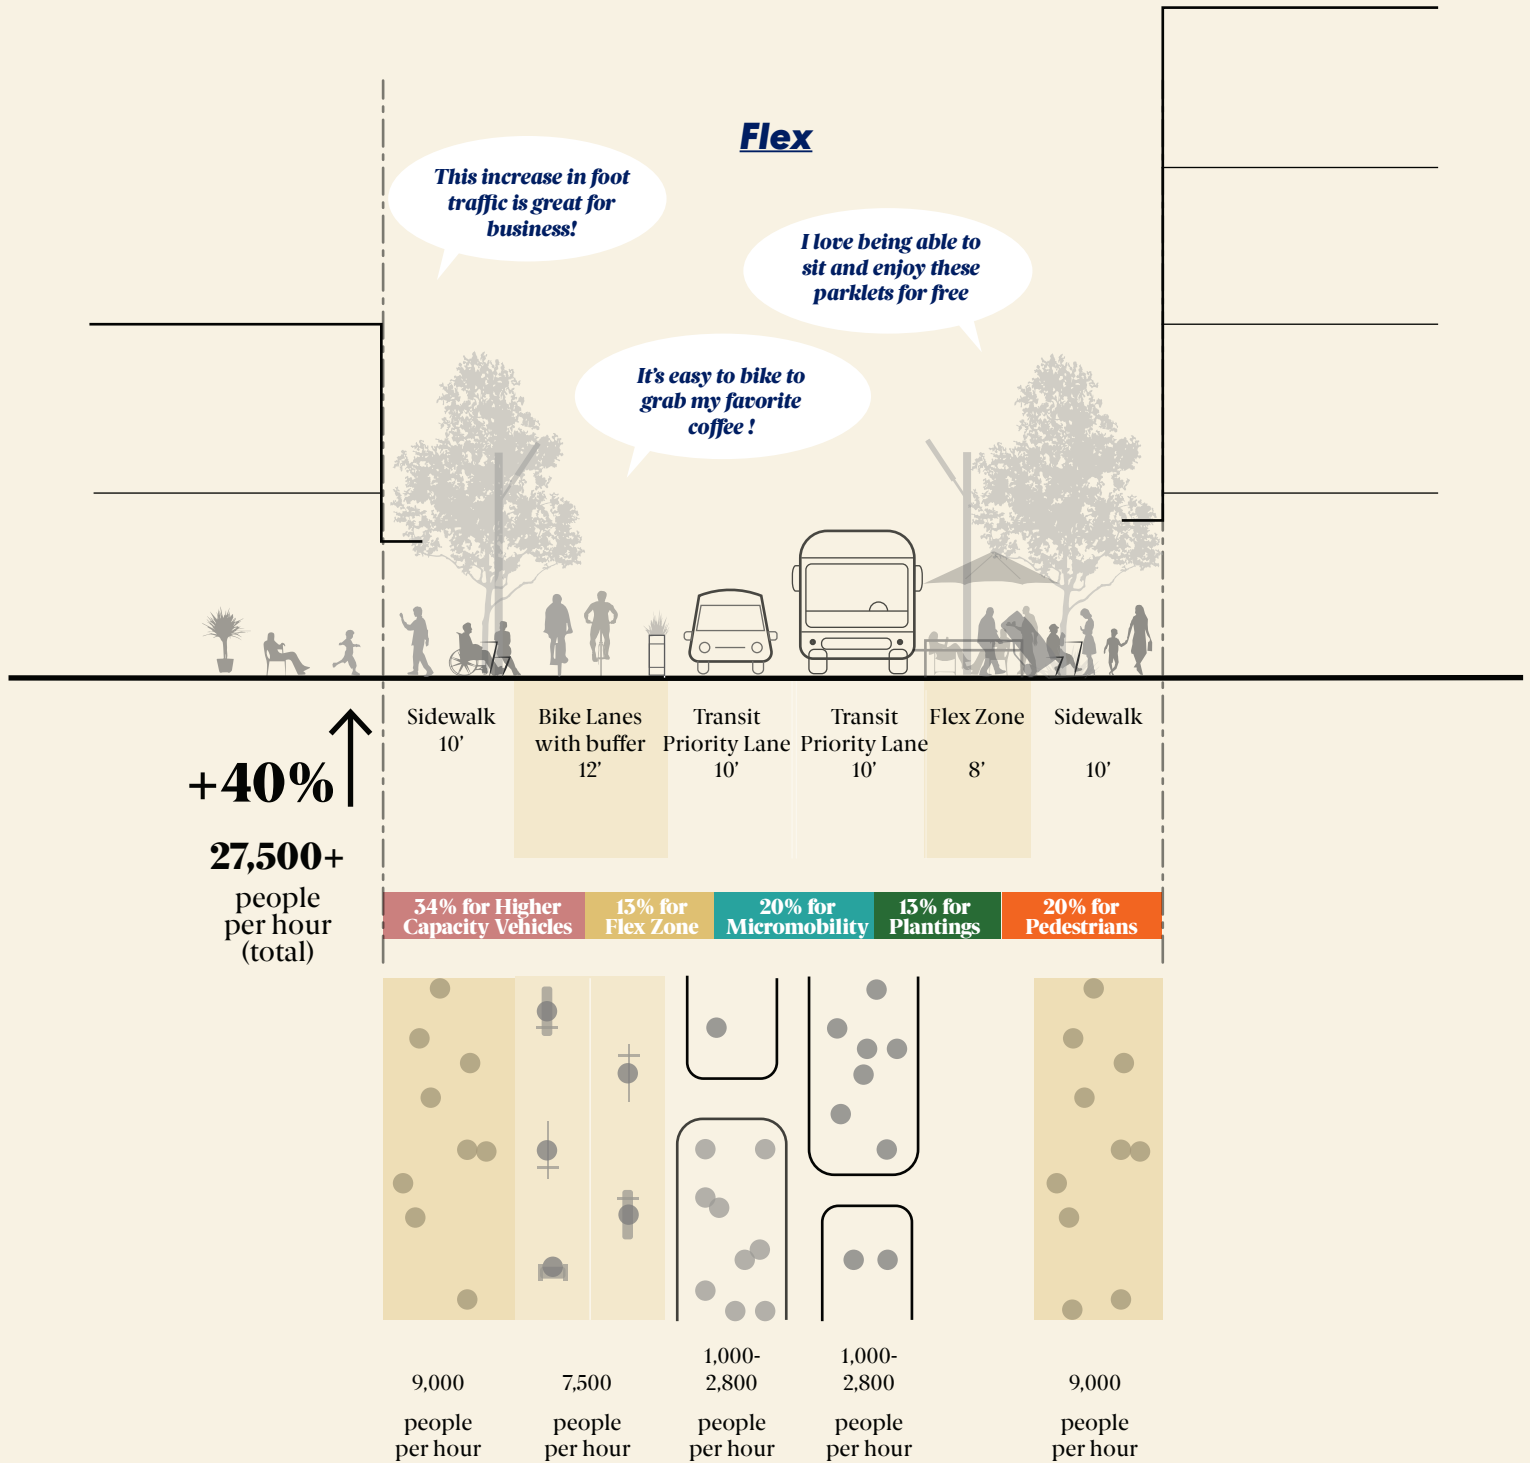 Flex
This increase in foot
traffic is great for
business!
I love being able to
sit and enjoy these
parklets for free
It's easy to bike to
grab my favorite
coffee !
Sidewalk
10'
Bike Lanes
with buffer
12'
Transit
Priority Lane
10'
Transit
Priority Lane
10'
Flex Zone
8'
Sidewalk
10'
+40%
27,500+
people
per hour
(total)
34% for Higher
Capacity Vehicles
13% for
Flex Zone
20% for
Micromobility
13% for
Plantings
20% for
Pedestrians
9,000
people
per hour
7,500
people
per hour
1,000-
2,800
people
per hour
1,000-
2,800
people
per hour
9,000
people
per hour